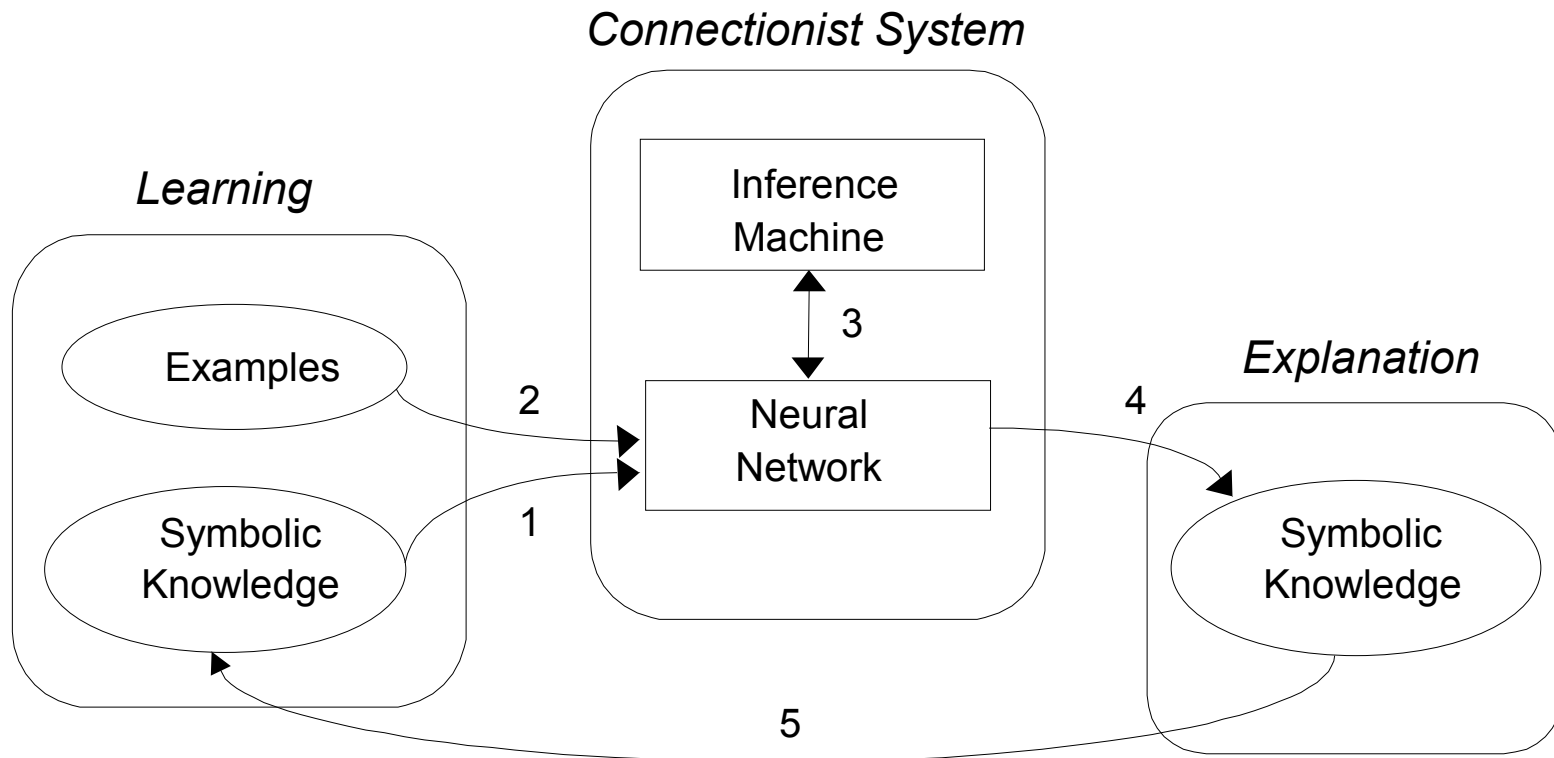 Connectionist System
Learning
Inference
Machine
3
Examples
2
Neural
Network
Explanation
4
Symbolic
Knowledge
1
Symbolic
Knowledge
5